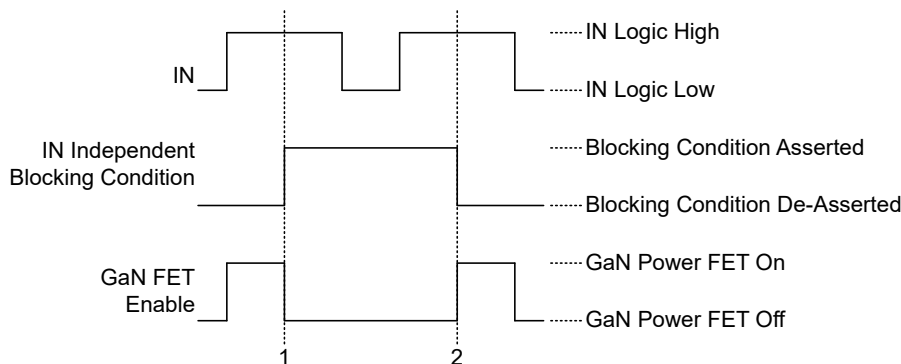 IN Logic High
IN
IN Logic Low
IN Independent
Blocking Condition
Blocking Condition Asserted
Blocking Condition De-Asserted
GaN FET
Enable
GaN Power FET On
GaN Power FET Off
1
2